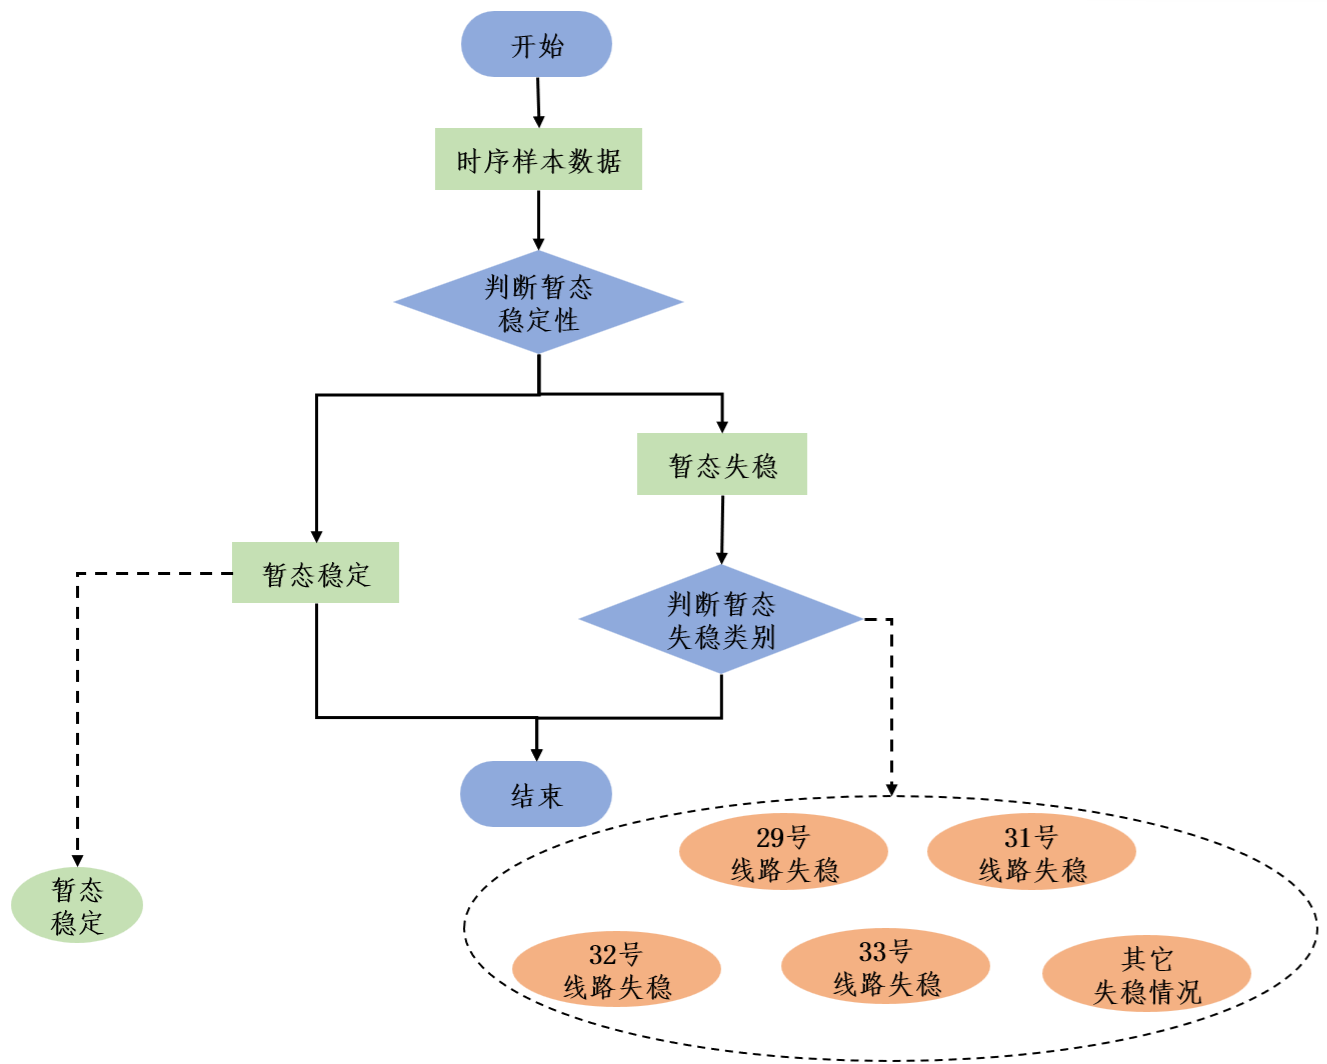 开始
时序样本数据
判断暂态
稳定性
暂态失稳
暂态稳定
判断暂态
失稳类别
结束
29号
线路失稳
31号
线路失稳
暂态
稳定
32号
线路失稳
33号
线路失稳
其它
失稳情况